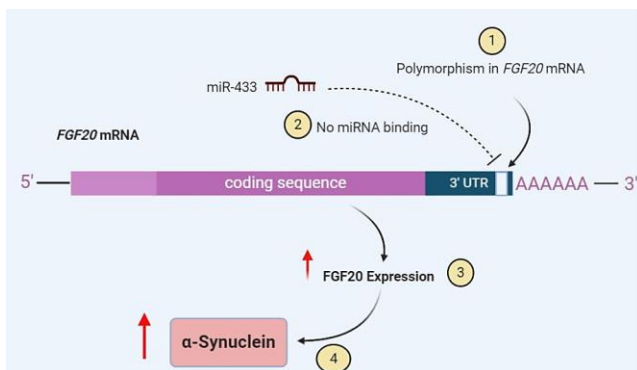 1
Polymorphism in FGF20 mRNA
miR-433
2 No miRNA binding
FGF20 mRNA
5' coding sequence 3' UTR AAAAAA 3'
FGF20 Expression 3
α-Synuclein
4